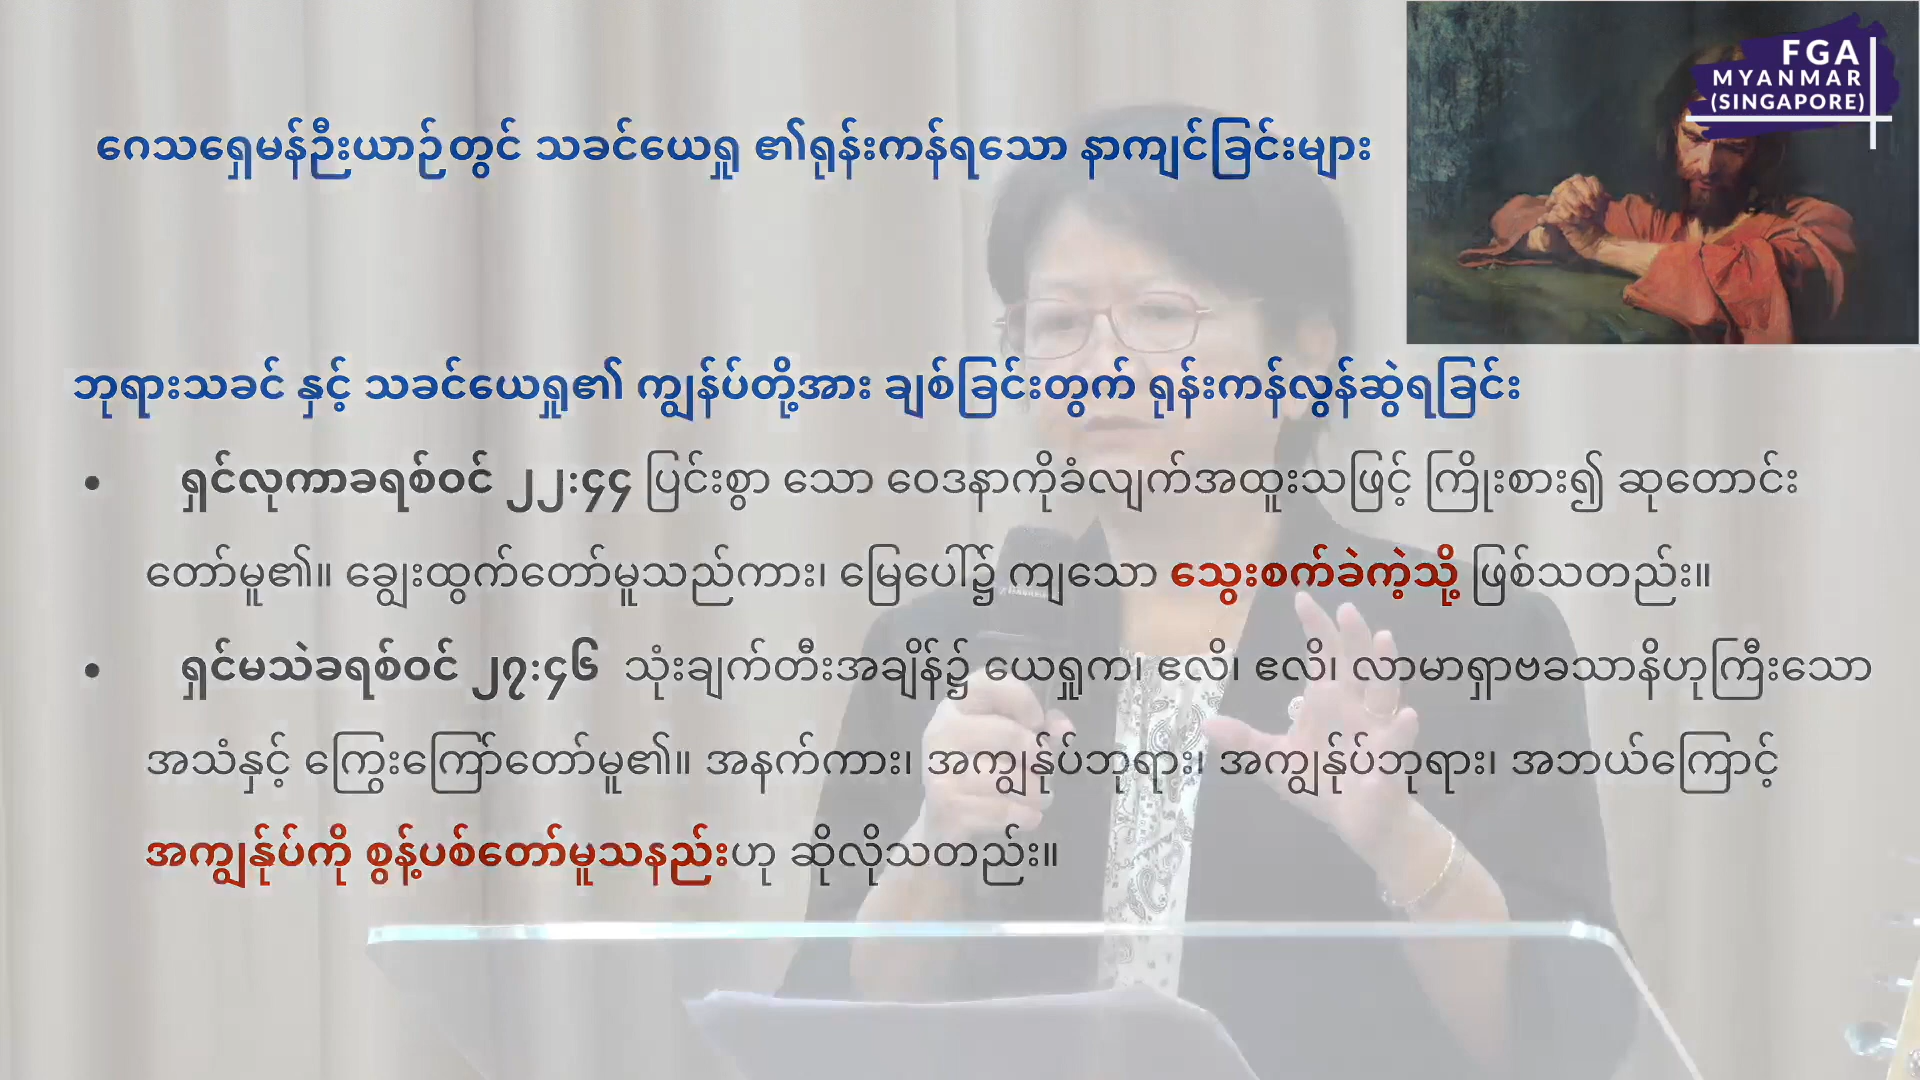 FGA
MYANMAR
(SINGAPORE)
ဂေသရှေမန်ဦးယာဉ်တွင် သခင်ယေရှု ၏ရုန်းကန်ရသော နာကျင်ခြင်းများ
ဘုရားသခင် နှင့် သခင်ယေရှု၏ ကျွန်ပ်တို့အား ချစ်ခြင်းတွက် ရုန်းကန်လွန်ဆွဲရခြင်း
• ရှင်လုကာခရစ်ဝင် ၂၂:၄၄ ပြင်းစွာ သော ဝေဒနာကိုခံလျက်အထူးသဖြင့် ကြိုးစား၍ ဆုတောင်း
တော်မူ၏။ ချွေးထွက်တော်မူသည်ကား၊ မြေပေါ်၌ ကျသော သွေးစက်ခဲကဲ့သို့ ဖြစ်သတည်း။
• ရှင်မသဲခရစ်ဝင် ၂၇:၄၆ သုံးချက်တီးအချိန်၌ ယေရှုက၊ ဧလိ၊ ဧလိ၊ လာမာရှာဗခသာနိဟုကြီးသော
အသံနှင့် ကြွေးကြော်တော်မူ၏။ အနက်ကား၊ အကျွန်ုပ်ဘုရား၊ အကျွန်ုပ်ဘုရား၊ အဘယ်ကြောင့်
အကျွန်ုပ်ကို စွန့်ပစ်တော်မူသနည်းဟု ဆိုလိုသတည်း။